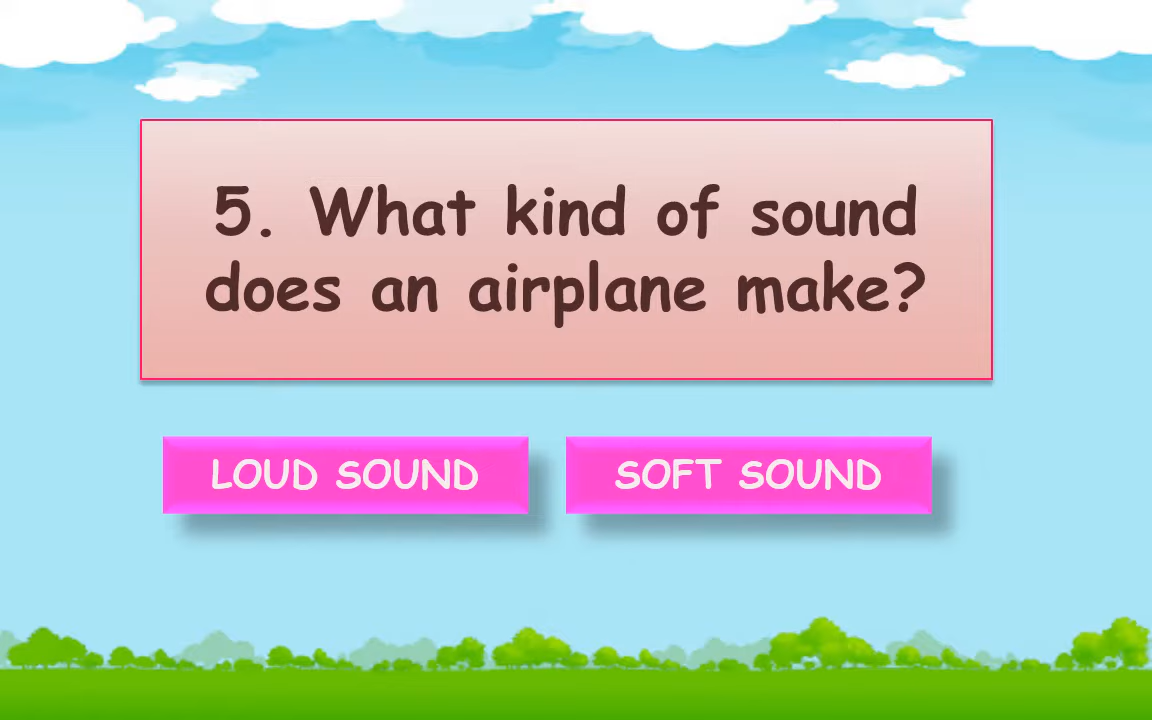 5. What kind of sound
does an airplane make?
LOUD SOUND
SOFT SOUND